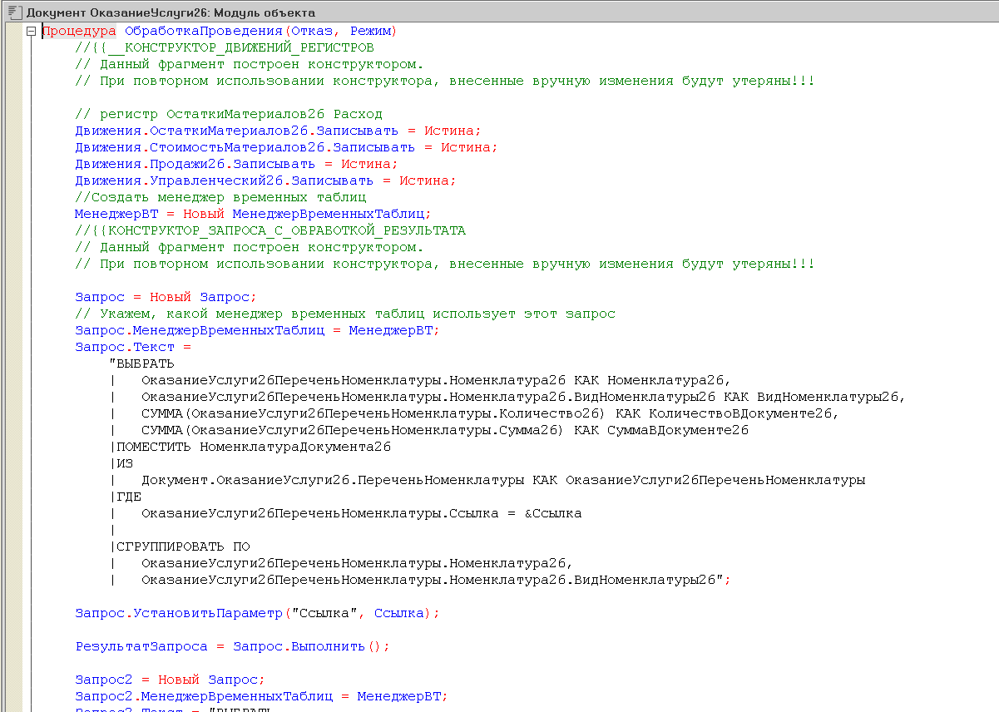 Документ ОказаниеУслуги26: Модуль объекта
Процедура ОбработкаПроведения(Отказ, Режим)
//{{__КОНСТРУКТОР_ДВИЖЕНИЙ_РЕГИСТРОВ
// Данный фрагмент построен конструктором.
// При повторном использовании конструктора, внесенные вручную изменения будут утеряны!!!
// регистр ОстаткиМатериалов26 Расход
Движения.ОстаткиМатериалов26.Записывать = Истина;
Движения.СтоимостьМатериалов26.Записывать = Истина;
Движения.Продажи26.Записывать = Истина;
Движения.Управленческий26.Записывать = Истина;
//Создать менеджер временных таблиц
МенеджерВТ = Новый МенеджерВременныхТаблиц;
//{{КОНСТРУКТОР_ЗАПРОСА_С_ОБРАБОТКОЙ_РЕЗУЛЬТАТА
// Данный фрагмент построен конструктором.
// При повторном использовании конструктора, внесенные вручную изменения будут утеряны!!!
Запрос = Новый Запрос;
// Укажем, какой менеджер временных таблиц использует этот запрос
Запрос.МенеджерВременныхТаблиц = МенеджерВТ;
Запрос.Текст =
"ВЫБРАТЬ
| ОказаниеУслуги26ПереченьНоменклатуры.Номенклатура26 КАК Номенклатура26,
| ОказаниеУслуги26ПереченьНоменклатуры.Номенклатура26.ВидНоменклатуры26 КАК ВидНоменклатуры26,
| СУММА(ОказаниеУслуги26ПереченьНоменклатуры.Количество26) КАК КоличествоВДокументе26,
| СУММА(ОказаниеУслуги26ПереченьНоменклатуры.Сумма26) КАК СуммаВДокументе26
|ПОМЕСТИТЬ НоменклатураДокумента26
|ИЗ
| Документ.ОказаниеУслуги26.ПереченьНоменклатуры КАК ОказаниеУслуги26ПереченьНоменклатуры
|ГДЕ
| ОказаниеУслуги26ПереченьНоменклатуры.Ссылка = &Ссылка
|
|СГРУППИРОВАТЬ ПО
| ОказаниеУслуги26ПереченьНоменклатуры.Номенклатура26,
| ОказаниеУслуги26ПереченьНоменклатуры.Номенклатура26.ВидНоменклатуры26";
Запрос.УстановитьПараметр("Ссылка", Ссылка);
РезультатЗапроса = Запрос.Выполнить();
Запрос2 = Новый Запрос;
Запрос2.МенеджерВременныхТаблиц = МенеджерВТ;
Запрос2.Текст = "ВЫБРАТЬ